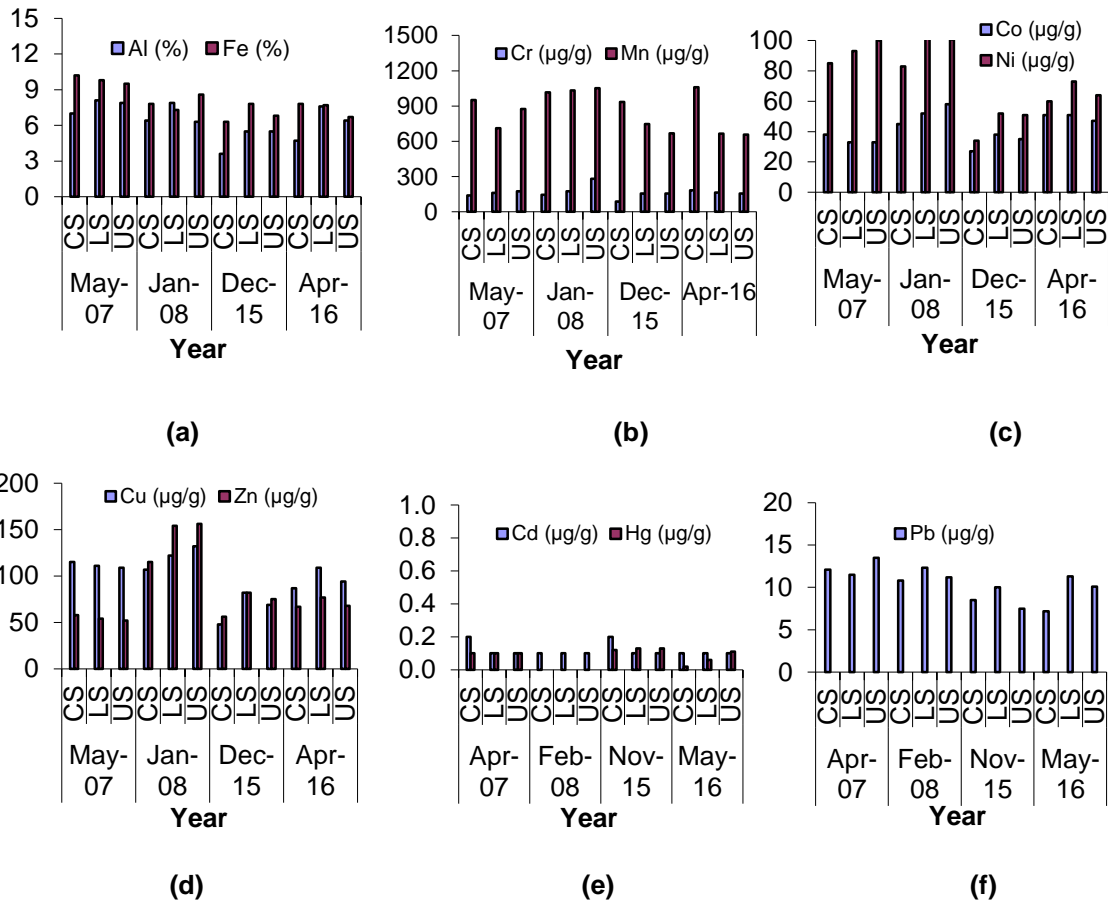 15
12
9
6
3
0
Al (%) Fe (%)
CS LS US CS LS US CS LS US CS LS US
May-07 Jan-08 Dec-15 Apr-16
Year
(a)
1500
1200
900
600
300
0
Cr (µg/g) Mn (µg/g)
CS LS US CS LS US CS LS US CS LS US
May-07 Jan-08 Dec-15 Apr-16
Year
(b)
100
80
60
40
20
0
Co (µg/g)
Ni (µg/g)
CS LS US CS LS US CS LS US CS LS US
May-07 Jan-08 Dec-15 Apr-16
Year
(c)
200
150
100
50
0
Cu (µg/g) Zn (µg/g)
CS LS US CS LS US CS LS US CS LS US
May-07 Jan-08 Dec-15 Apr-16
Year
(d)
1.0
0.8
0.6
0.4
0.2
0.0
Cd (µg/g) Hg (µg/g)
CS LS US CS LS US CS LS US CS LS US
Apr-07 Feb-08 Nov-15 May-16
Year
(e)
20
15
10
5
0
Pb (µg/g)
CS LS US CS LS US CS LS US CS LS US
Apr-07 Feb-08 Nov-15 May-16
Year
(f)